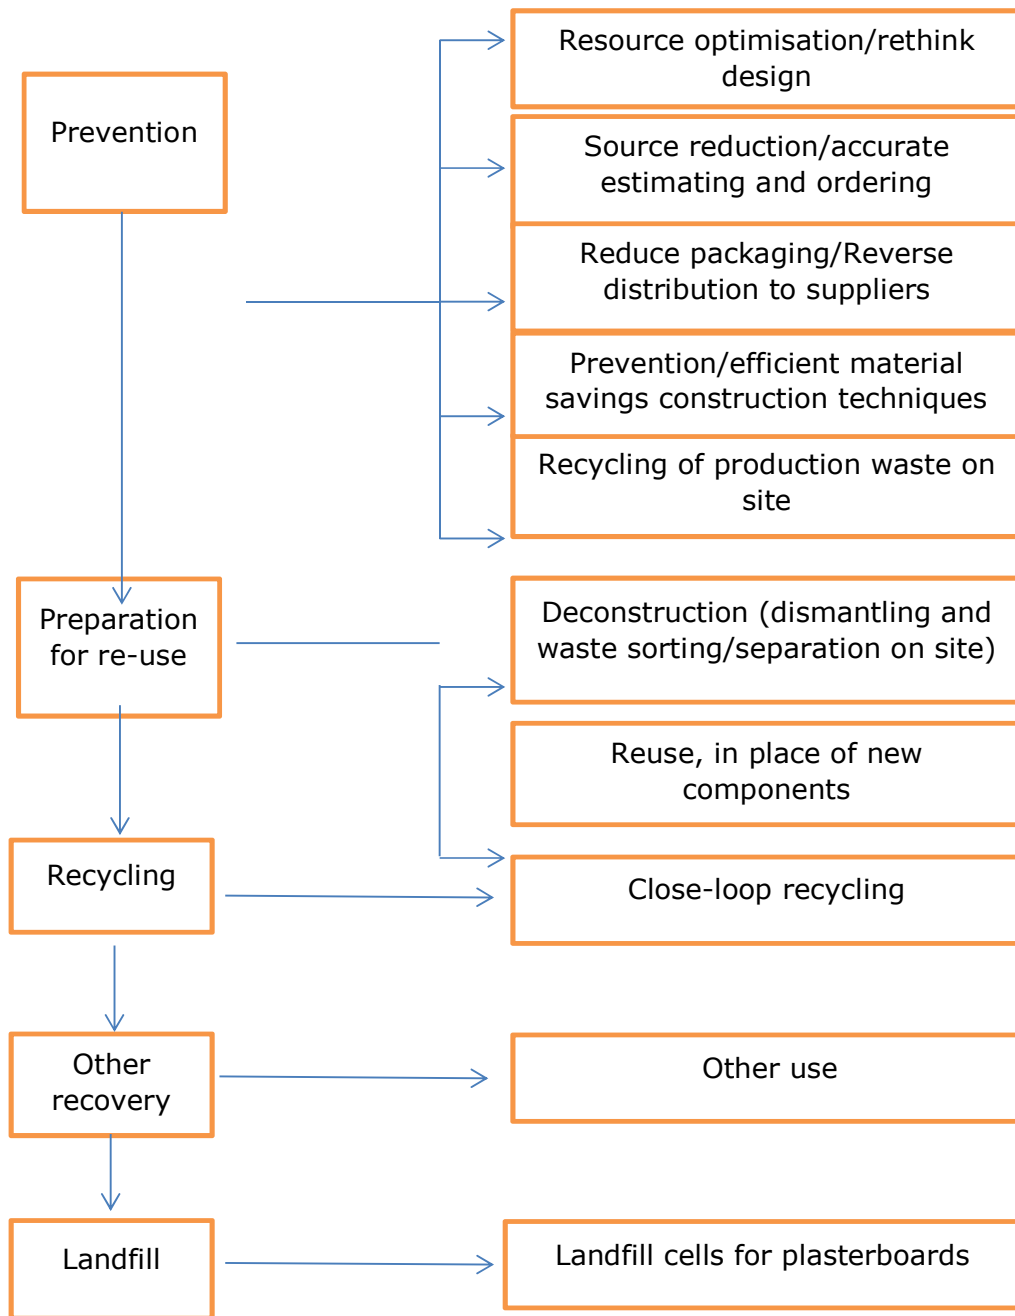 Prevention
Resource optimisation/rethink
design
Source reduction/accurate
estimating and ordering
Reduce packaging/Reverse
distribution to suppliers
Prevention/efficient material
savings construction techniques
Recycling of production waste on
site
Preparation
for re-use
Deconstruction (dismantling and
waste sorting/separation on site)
Reuse, in place of new
components
Recycling
Close-loop recycling
Other
recovery
Other use
Landfill
Landfill cells for plasterboards